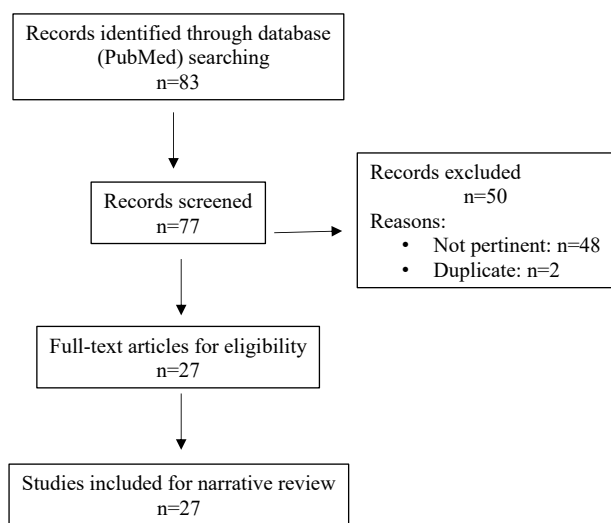 Records identified through database
(PubMed) searching
n=83
Records screened
n=77
Records excluded
n=50
Reasons:
• Not pertinent: n=48
• Duplicate: n=2
Full-text articles for eligibility
n=27
Studies included for narrative review
n=27